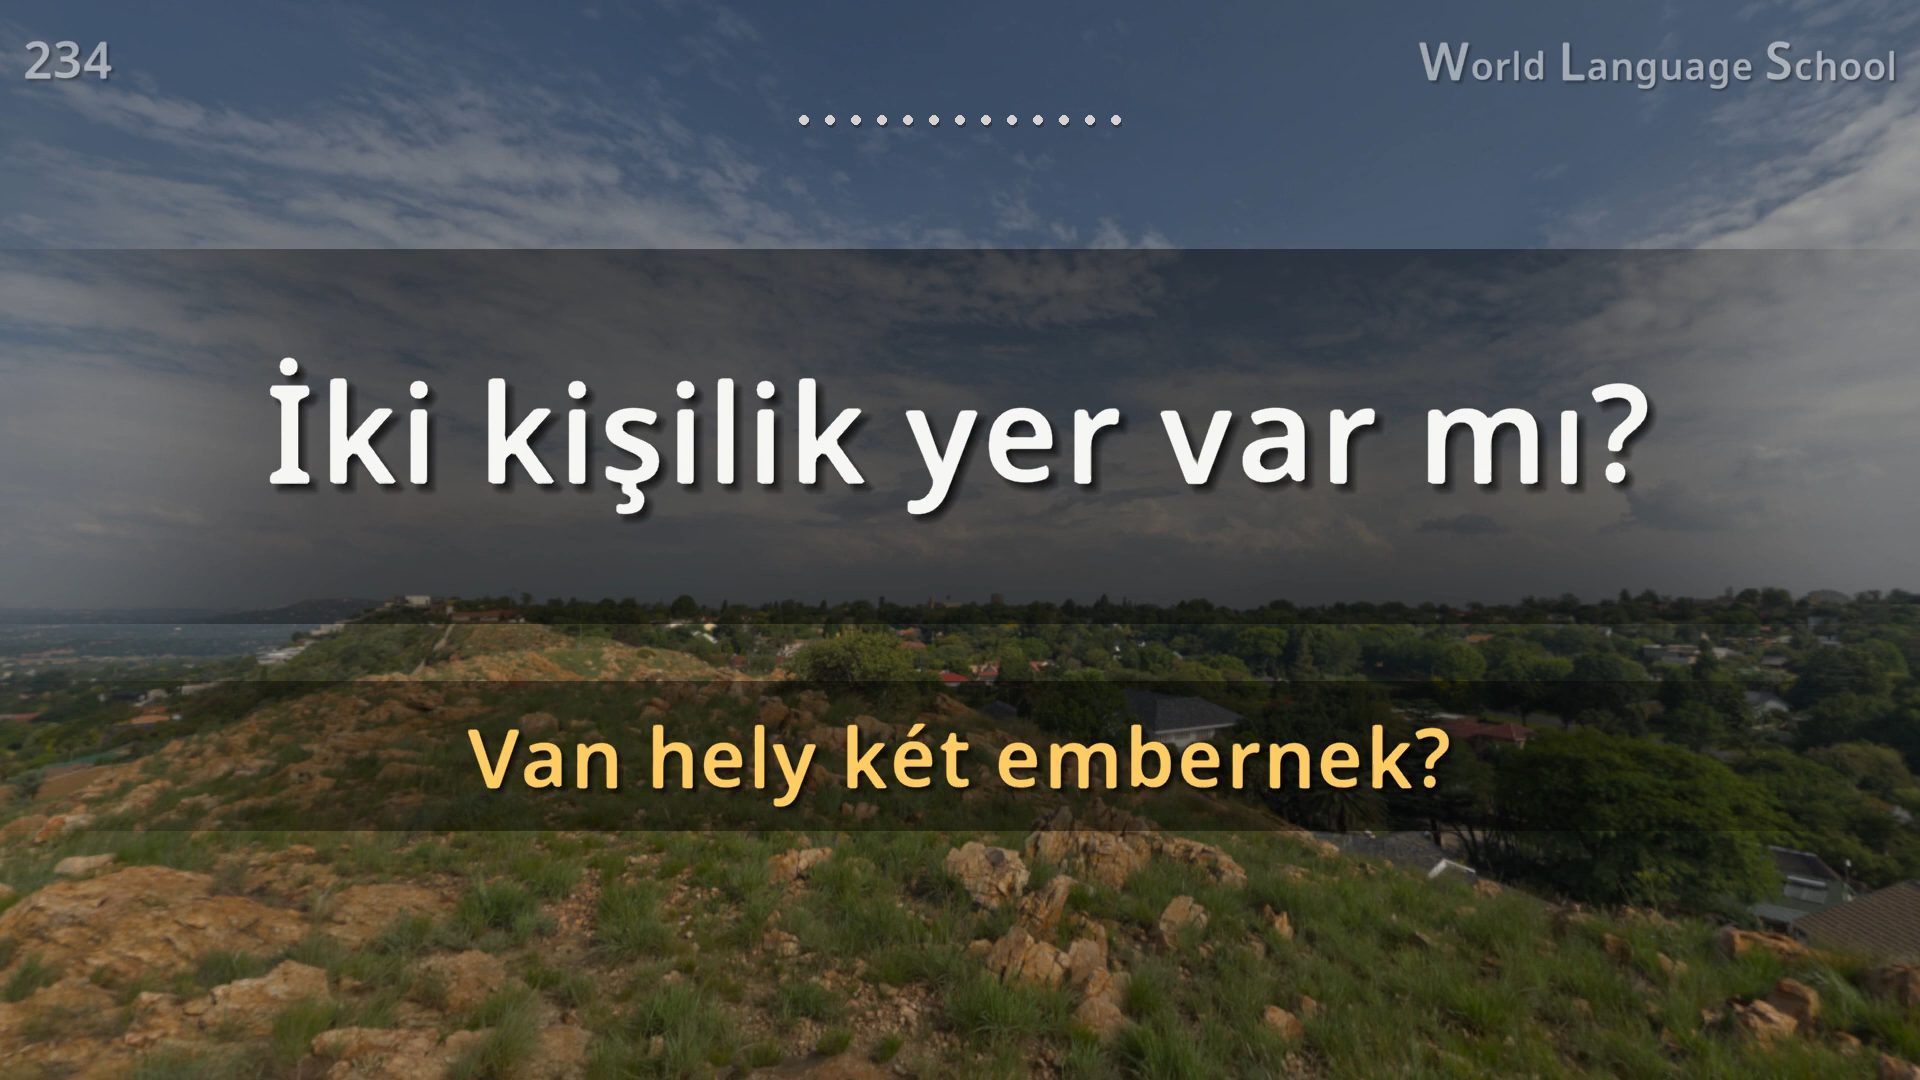 234
World Language School
İki kişilik yer var mı?
Van hely két embernek?